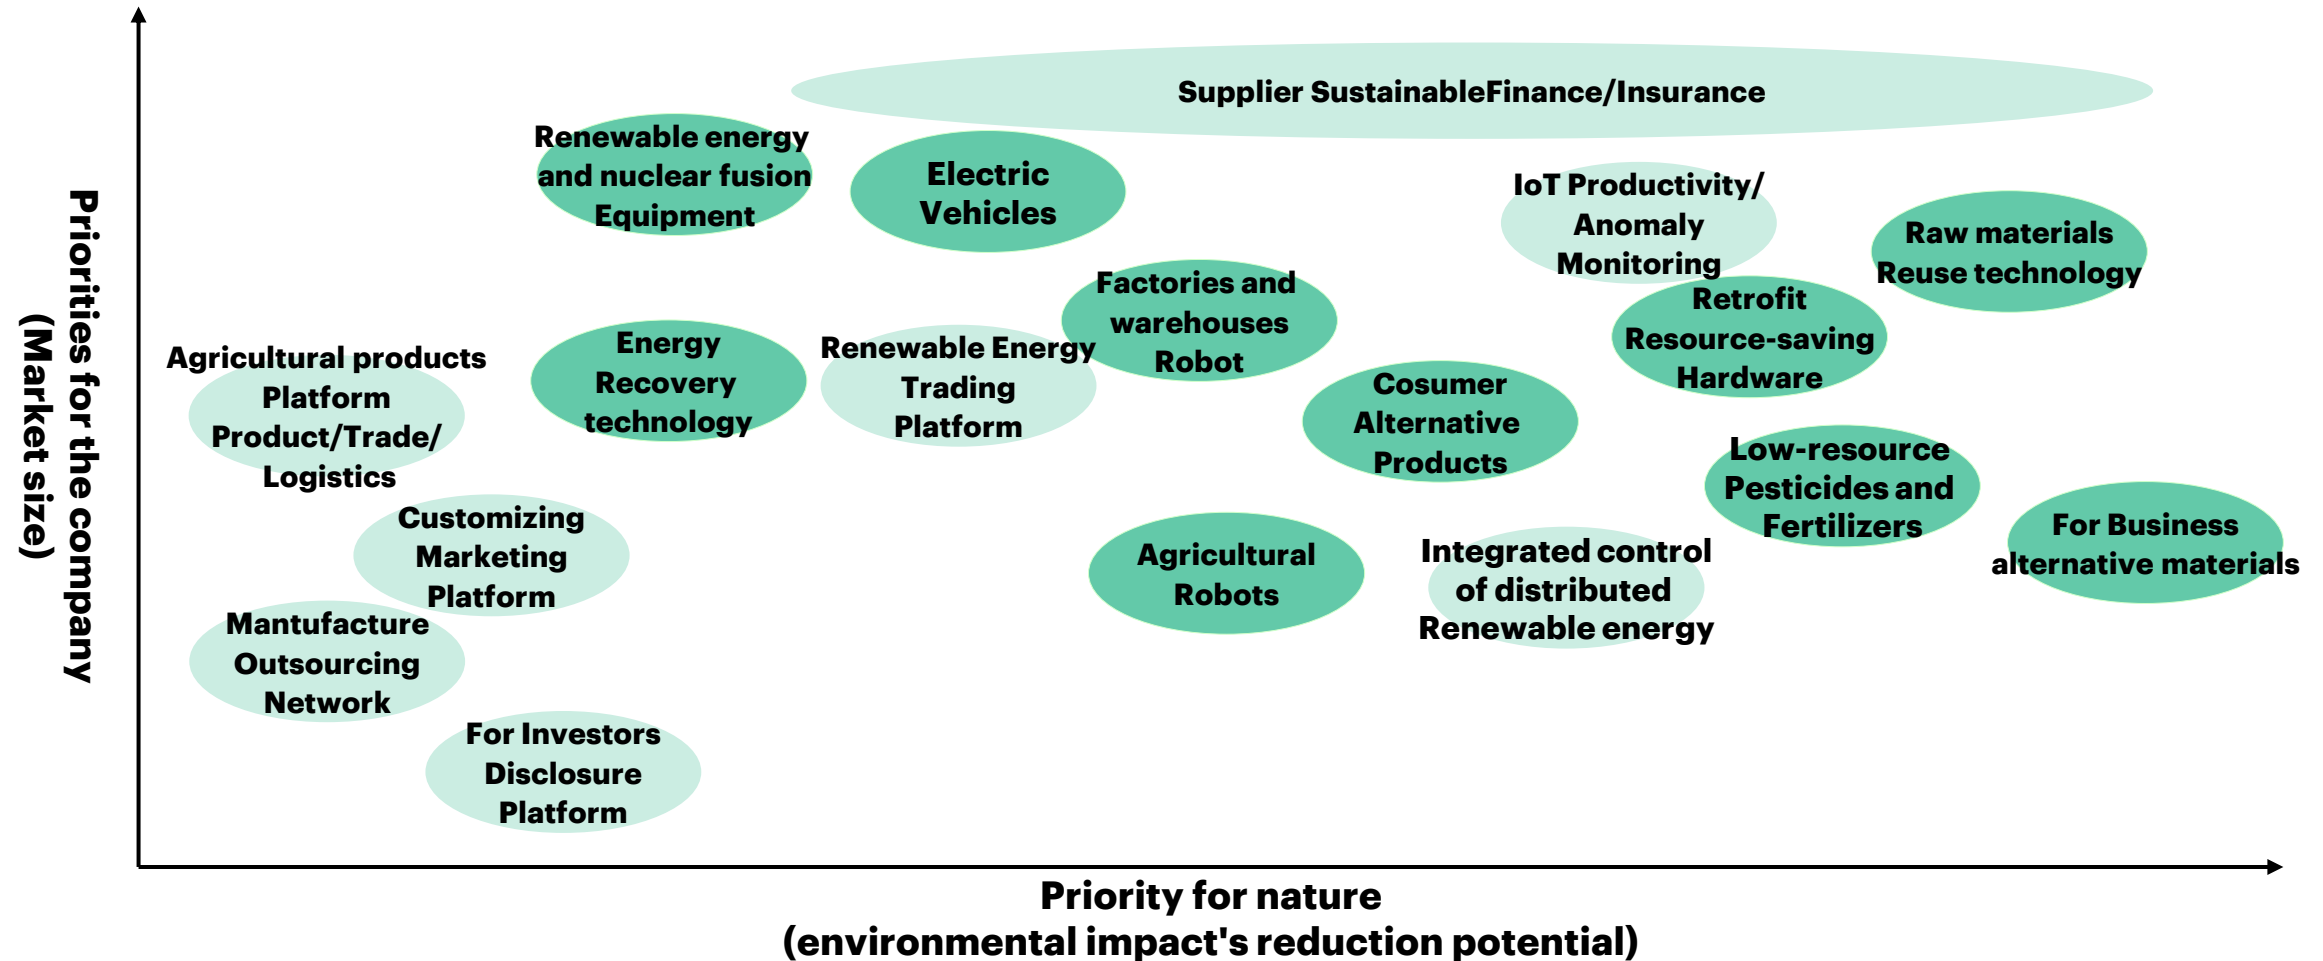 Supplier SustainableFinance/Insurance
Renewable energy
and nuclear fusion
Equipment
Electric
Vehicles
IoT Productivity/
Anomaly
Monitoring
Raw materials
Reuse technology
Factories and
warehouses
Robot
Retrofit
Resource-saving
Hardware
Priorities for the company
(Market size)
Agricultural products
Platform
Product/Trade/
Logistics
Energy
Recovery
technology
Renewable Energy
Trading
Platform
Cosumer
Alternative
Products
Low-resource
Pesticides and
Fertilizers
Customizing
Marketing
Platform
Agricultural
Robots
Integrated control
of distributed
Renewable energy
For Business
alternative materials
Mantufacture
Outsourcing
Network
For Investors
Disclosure
Platform
Priority for nature
(environmental impact's reduction potential)